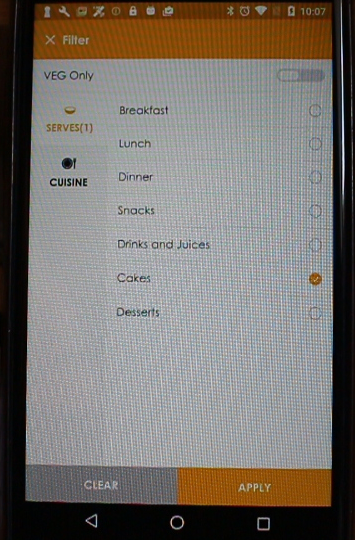 10:07
Filter
VEG Only
SERVES(1)
CUISINE
Breakfast
Lunch
Dinner
Snacks
Drinks and Juices
Cakes
Desserts
CLEAR
APPLY